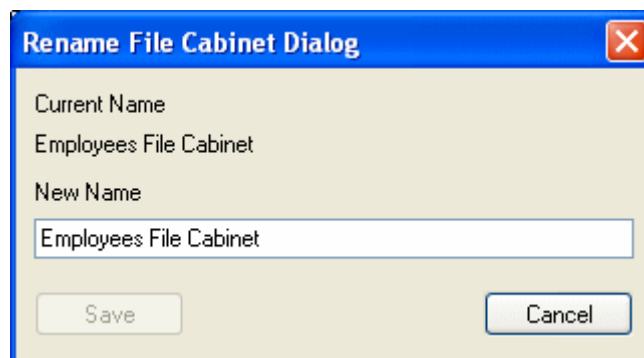 Rename File Cabinet Dialog
Current Name
Employees File Cabinet
New Name
Employees File Cabinet
Save Cancel